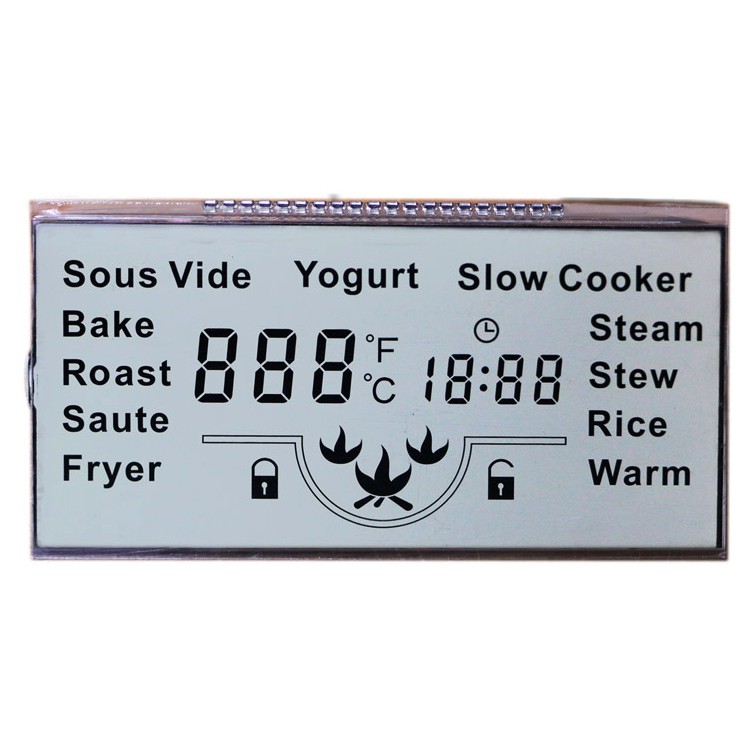 Sous Vide Yogurt Slow Cooker
Bake
Steam
Roast
888 °F
°C
18:88
Stew
Saute
Rice
Fryer
Warm